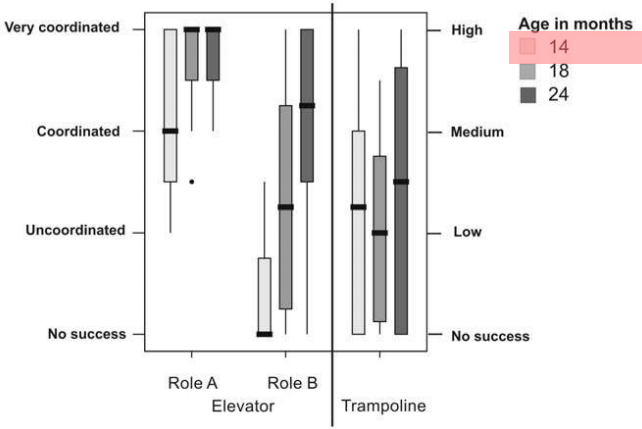 Very coordinated
Coordinated
Uncoordinated
No success
High
Medium
Low
No success
Age in months
14
18
24
Role A Role B
Elevator Trampoline